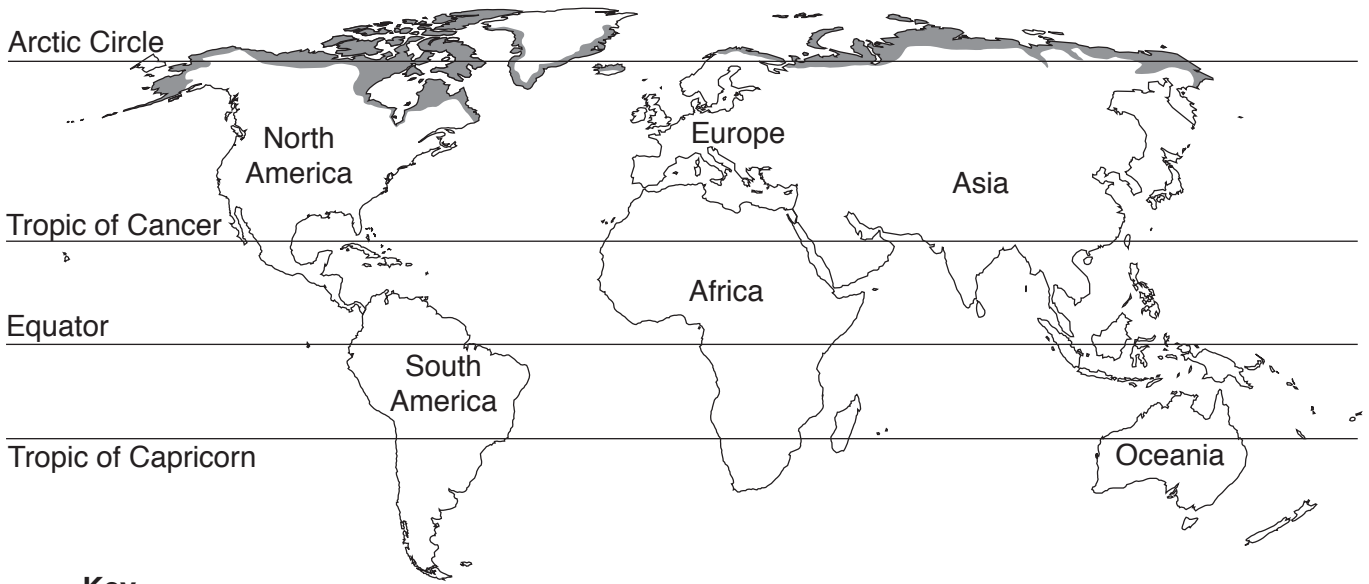 Arctic Circle
North
America
Europe
Asia
Tropic of Cancer
Africa
Equator
South
America
Oceania
Tropic of Capricorn
Key